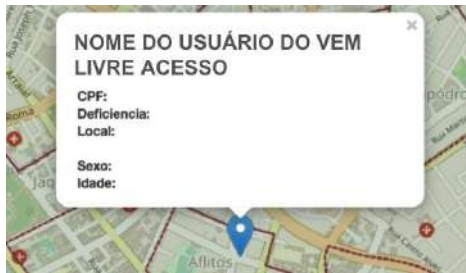 NOME DO USUÁRIO DO VEM
LIVRE ACESSO
×
CPF:
Deficiencia:
Local:
Sexo:
Idade:
Aflitos